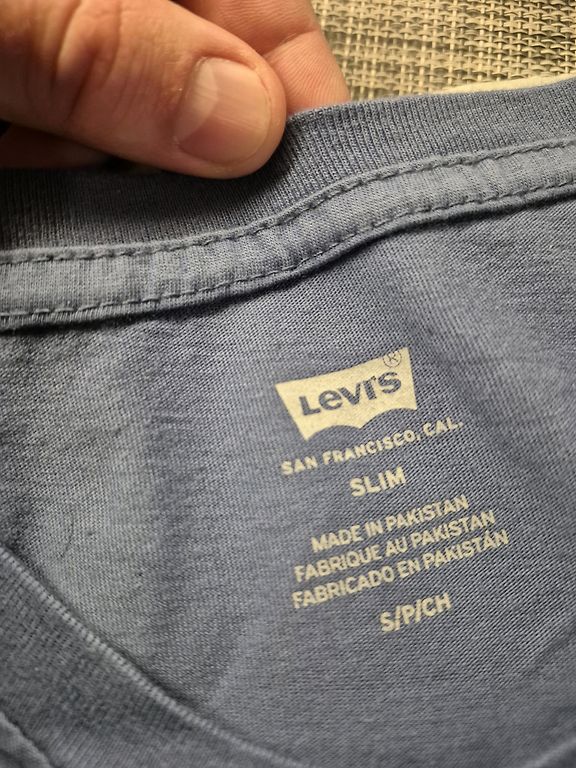 Levi's®
SAN FRANCISCO, CAL.
SLIM
MADE IN PAKISTAN
FABRIQUE AU PAKISTAN
FABRICADO EN PAKISTÁN
S/P/CH